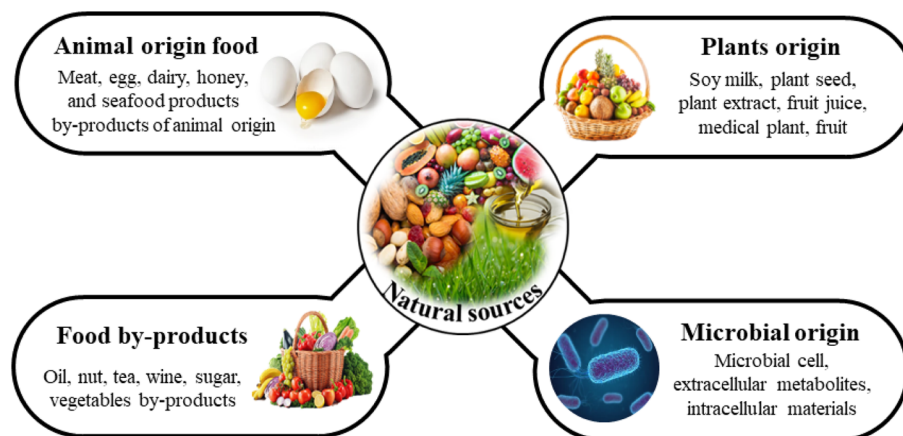 Animal origin food
Meat, egg, dairy, honey,
and seafood products
by-products of animal origin
Plants origin
Soy milk, plant seed,
plant extract, fruit juice,
medical plant, fruit
Natural sources
Food by-products
Oil, nut, tea, wine, sugar,
vegetables by-products
Microbial origin
Microbial cell,
extracellular metabolites,
intracellular materials